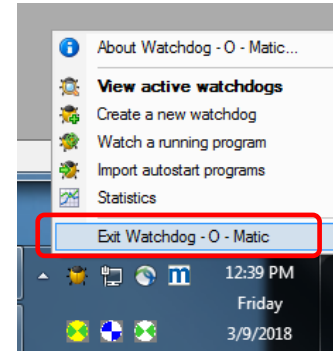 About Watchdog - O - Matic...
View active watchdogs
Create a new watchdog
Watch a running program
Import autostart programs
Statistics
Exit Watchdog - O - Matic
m
12:39 PM
Friday
3/9/2018